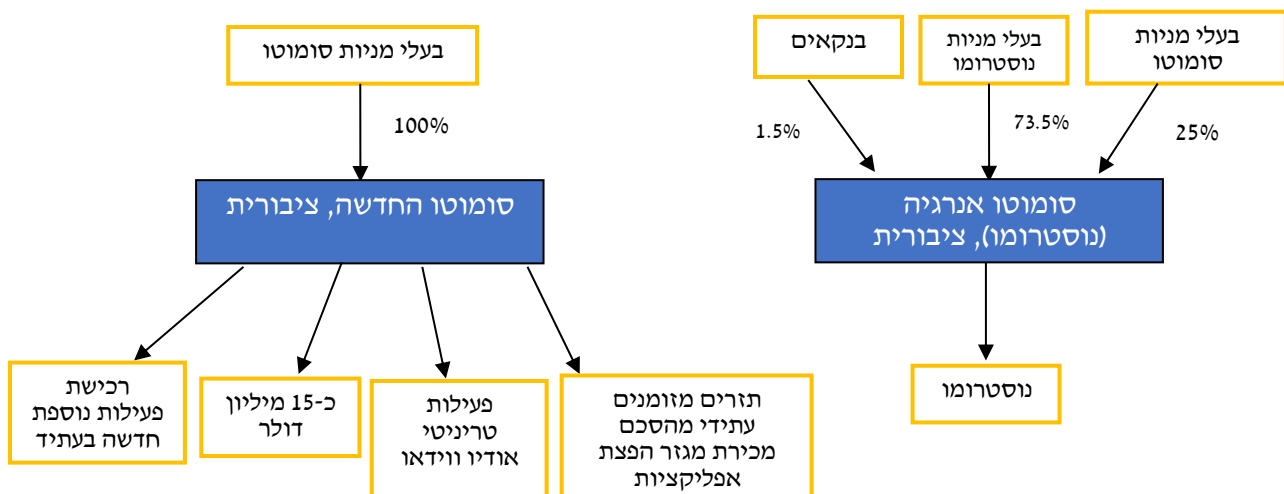 בעלי מניות
סומוטו
בעלי מניות
נוסטרומו
בנקאים
בעלי מניות סומוטו
25%
73.5%
1.5%
100%
סומוטו אנרגיה
(נוסטרומו), ציבורית
סומוטו החדשה, ציבורית
נוסטרומו
תזרים מזומנים
עתידי מהסכם
מכירת מגזר הפצת
אפליקציות
פעילות
טריניטי
אודיו ווידאו
כ-15 מיליון
דולר
רכישת
פעילות נוספת
חדשה בעתיד